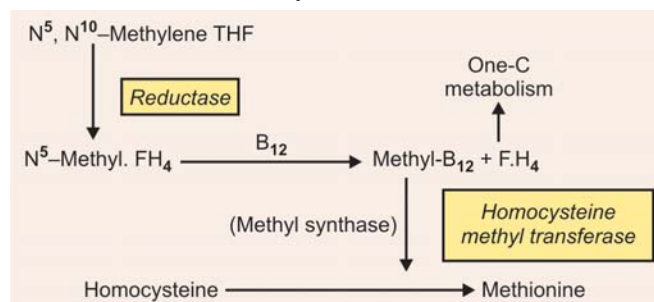 N5, N10–Methylene THF
Reductase
One-C
metabolism
N5–Methyl. FH4
B12
Methyl-B12 + F.H4
(Methyl synthase)
Homocysteine
methyl transferase
Homocysteine
Methionine